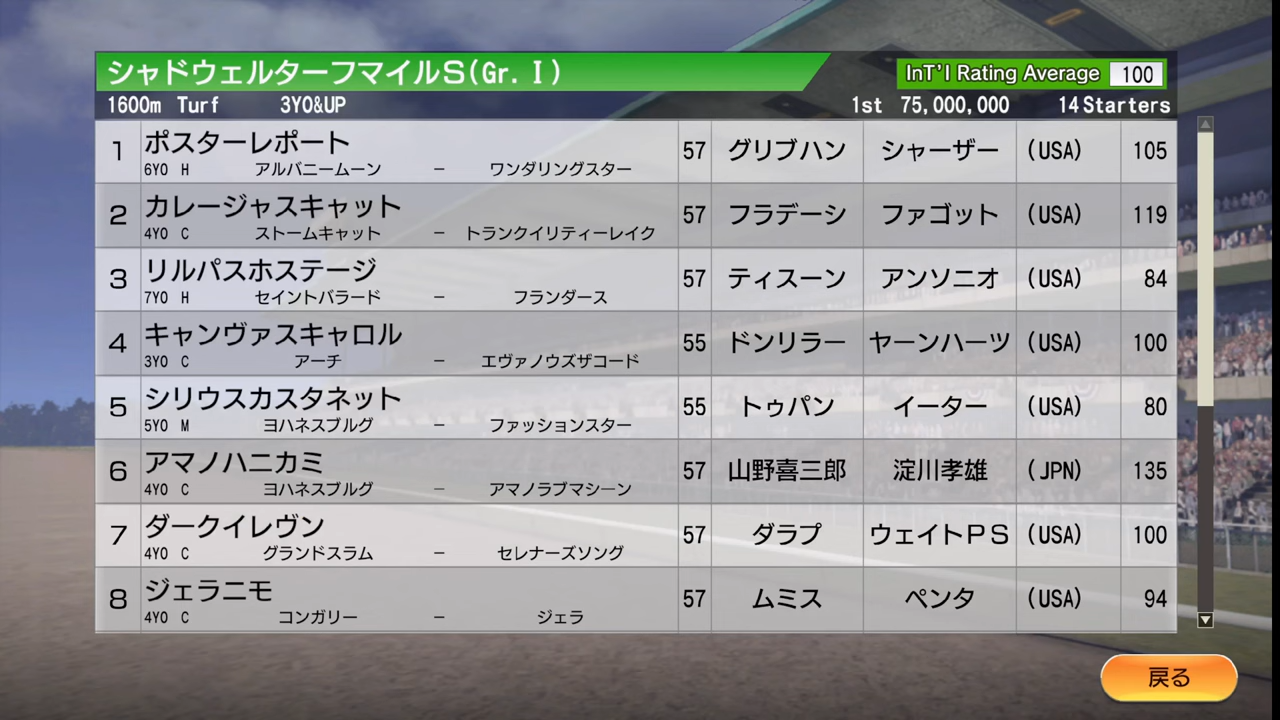 シャドウェルターフマイルS(Gr.Ⅰ)
InT'l Rating Average 100
1600m Turf 3YO&UP 1st 75,000,000 14Starters
1 ポスターレポート 57 グリブハン シャーザー (USA) 105
6YO H アルバニームーン − ワンダリングスター
2 カレージャスキャット 57 フラデーシ ファゴット (USA) 119
4YO C ストームキャット − トランクイリティーレイク
3 リルパスホステージ 57 ティスーン アンソニオ (USA) 84
7YO H セイントバラード − フランダース
4 キャンヴァスキャロル 55 ドンリラー ヤーンハーツ (USA) 100
3YO C アーチ − エヴァノウズザコード
5 シリウスカスタネット 55 トゥパン イーター (USA) 80
5YO M ヨハネスブルグ − ファッションスター
6 アマノハニカミ 57 山野喜三郎 淀川孝雄 (JPN) 135
4YO C ヨハネスブルグ − アマノラブマシーン
7 ダークイレヴン 57 ダラプ ウェイトPS (USA) 100
4YO C グランドスラム − セレナーズソング
8 ジェラニモ 57 ムミス ペンタ (USA) 94
4YO C コンガリー − ジェラ
戻る